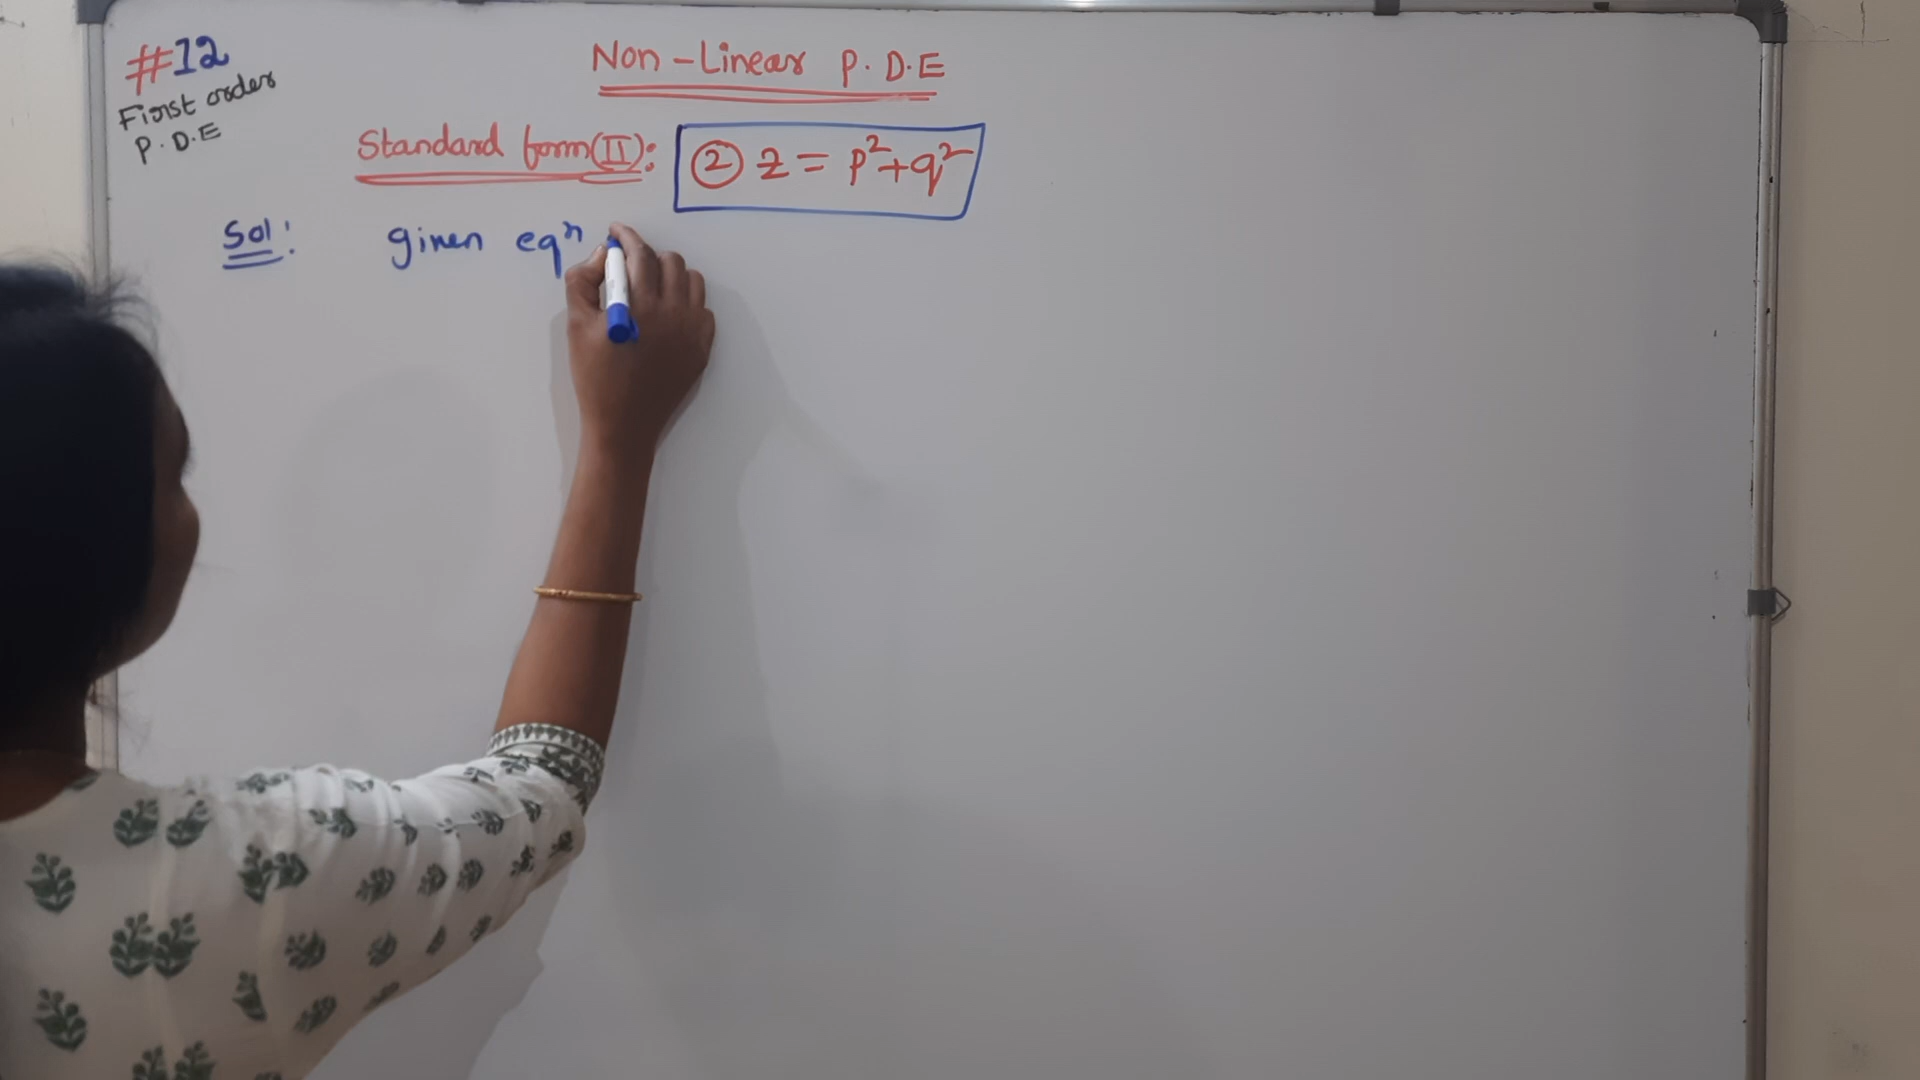 #12
First order
P.D.E
Non-Linear P.D.E
Standard form(II): ② z = p²+q²
Sol: given eqⁿ